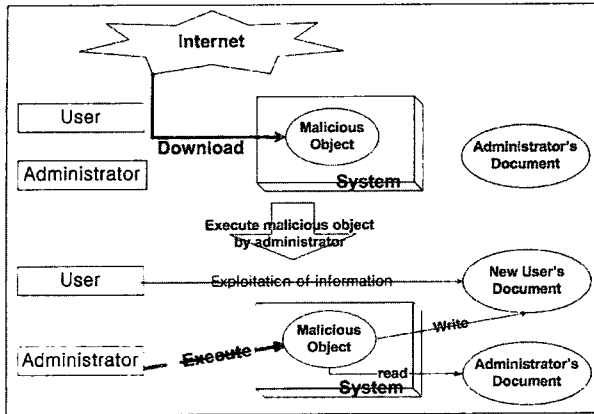 Internet
User
Malicious
Object
Download
Administrator's
Document
Administrator
System
Execute malicious object
by administrator
User
Exploitation of information
New User's
Document
Malicious
Object
Write
Administrator
Execute
read
Administrator's
Document
System